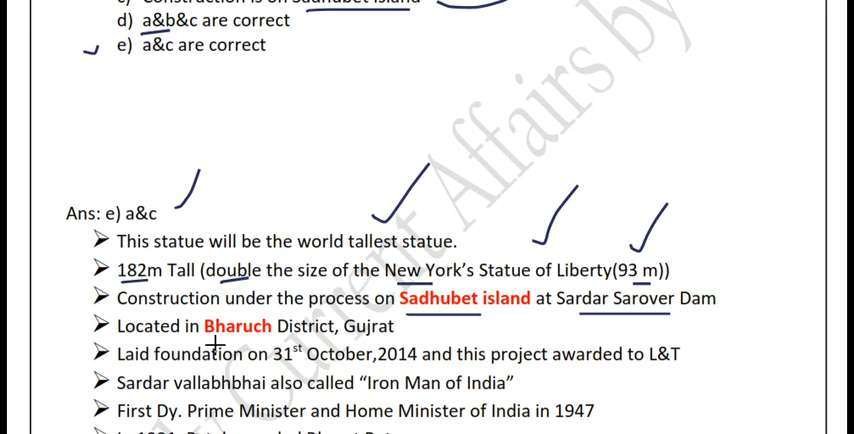 d) a&b&c are correct
e) a&c are correct
Current Affairs by
Ans: e) a&c
➤ This statue will be the world tallest statue.
➤ 182m Tall (double the size of the New York's Statue of Liberty(93 m))
➤ Construction under the process on Sadhubet island at Sardar Sarover Dam
➤ Located in Bharuch District, Gujrat
➤ Laid foundation on 31st October,2014 and this project awarded to L&T
➤ Sardar vallabhbhai also called “Iron Man of India”
➤ First Dy. Prime Minister and Home Minister of India in 1947